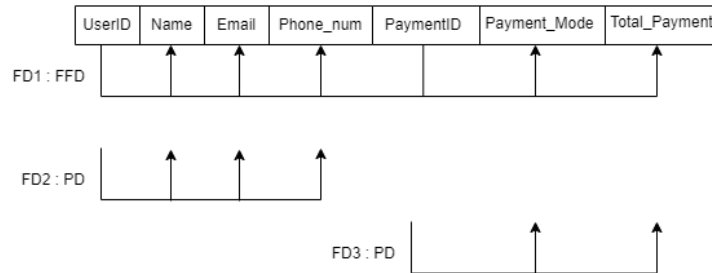 UserID Name Email Phone_num PaymentID Payment_Mode Total_Payment
FD1 : FFD
FD2 : PD
FD3 : PD